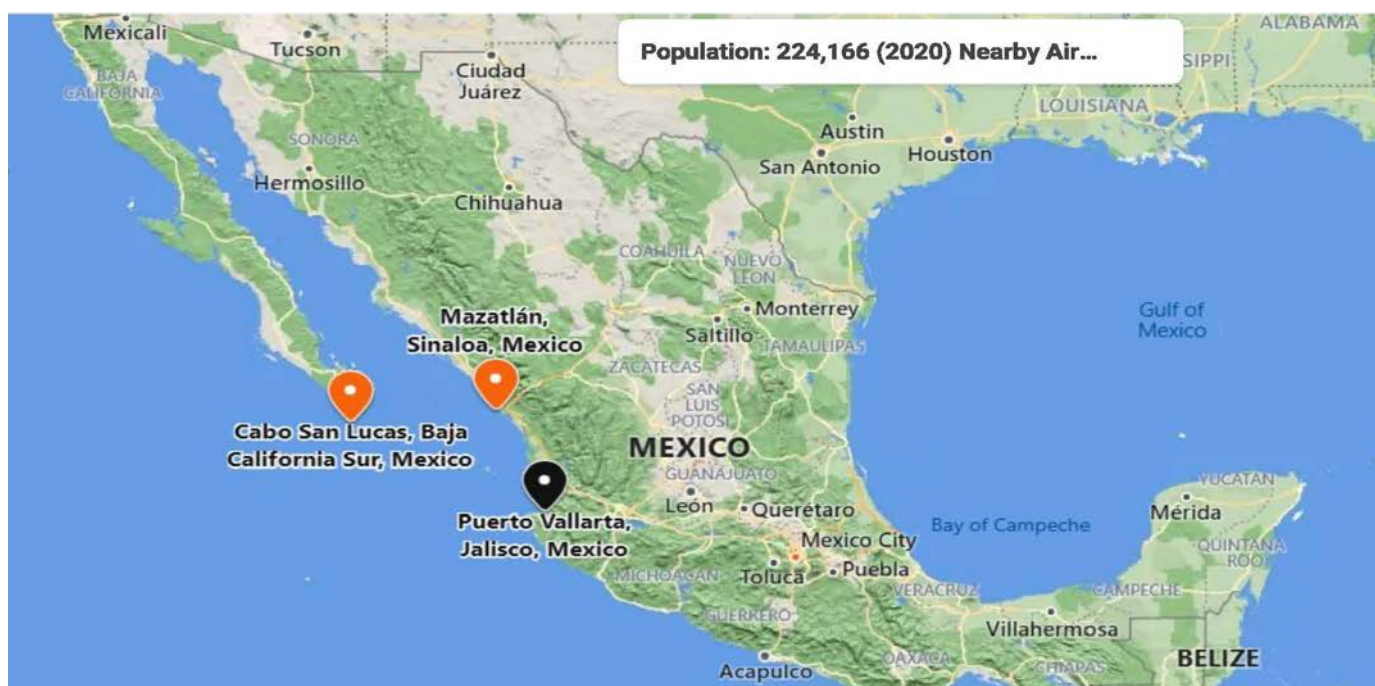 Mexicali
Tucson
Population: 224,166 (2020) Nearby Air...
ALABAMA
BAJA
CALIFORNIA
Ciudad
Juárez
SIPPI
SONORA
LOUISIANA
Austin
San Antonio
Houston
Hermosillo
Chihuahua
COAHUILA
NUEVO
LEON
Monterrey
Saltillo
TAMAULIPAS
Gulf of
Mexico
Mazatlán,
Sinaloa, Mexico
ZACATECAS
SAN
LUIS
POTOSI
Cabo San Lucas, Baja
California Sur, Mexico
MEXICO
GUANAJUATO
León
Querétaro
Puerto Vallarta,
Jalisco, Mexico
Mexico City
Toluca
Puebla
MICHOACÁN
GUERRERO
VERACRUZ
Bay of Campeche
YUCATÁN
Mérida
QUINTANA
ROO
CAMPECHE
Villahermosa
Acapulco
OAXACA
CHIAPAS
BELIZE